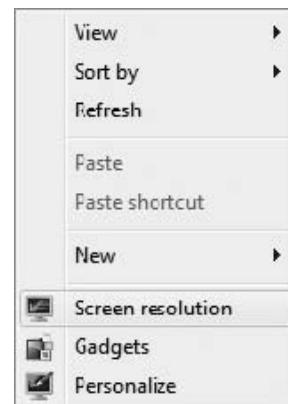 View
Sort by
Refresh
Paste
Paste shortcut
New
Screen resolution
Gadgets
Personalize